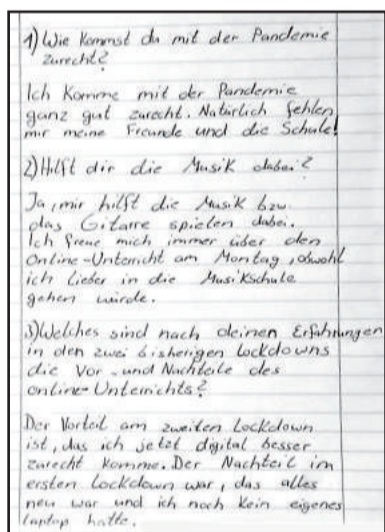 1) Wie kommst du mit der Pandemie
zurecht?
Ich komme mit der Pandemie
ganz gut zurecht. Natürlich fehlen
mir meine Freunde und die Schule!
2) Hilft dir die Musik dabei?
Ja, mir hilft die Musik bzw.
das Gitarre spielen dabei.
Ich freue mich immer über den
Online-Unterricht am Montag, obwohl
ich lieber in die Musikschule
gehen würde.
3) Welches sind nach deinen Erfahrungen
in den zwei bisherigen Lockdowns
die Vor- und Nachteile des
online-Unterrichts?
Der Vorteil am zweiten Lockdown
ist, das ich jetzt digital besser
zurecht komme. Der Nachteil im
ersten Lockdown war, das alles
neu war und ich noch kein eigenes
Laptop hatte.